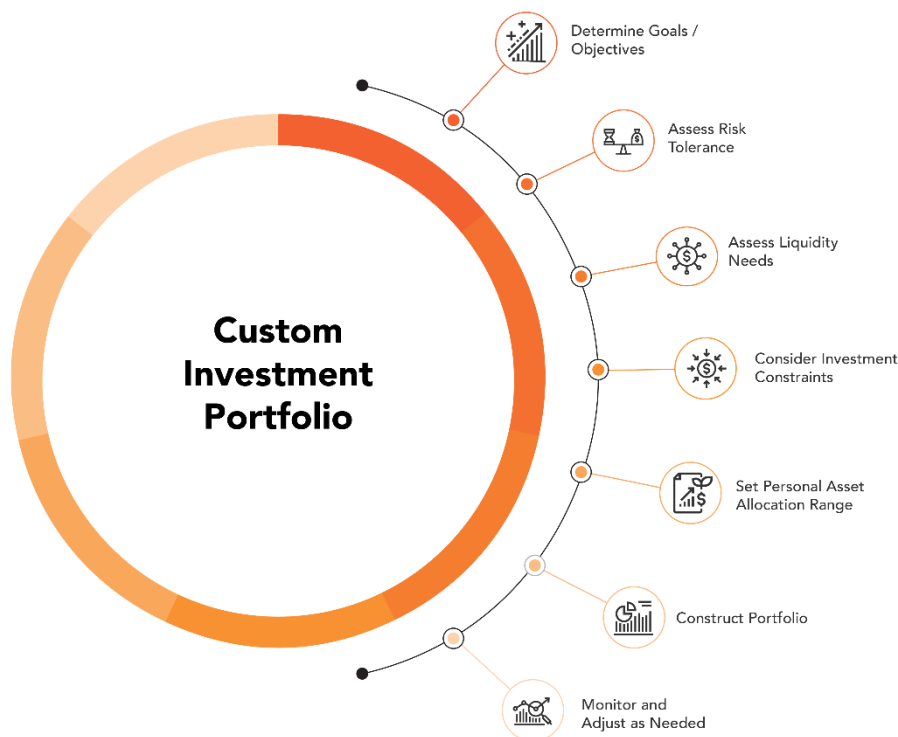 Determine Goals /
Objectives
Assess Risk
Tolerance
Assess Liquidity
Needs
Custom
Investment
Portfolio
Consider Investment
Constraints
Set Personal Asset
Allocation Range
Construct Portfolio
Monitor and
Adjust as Needed